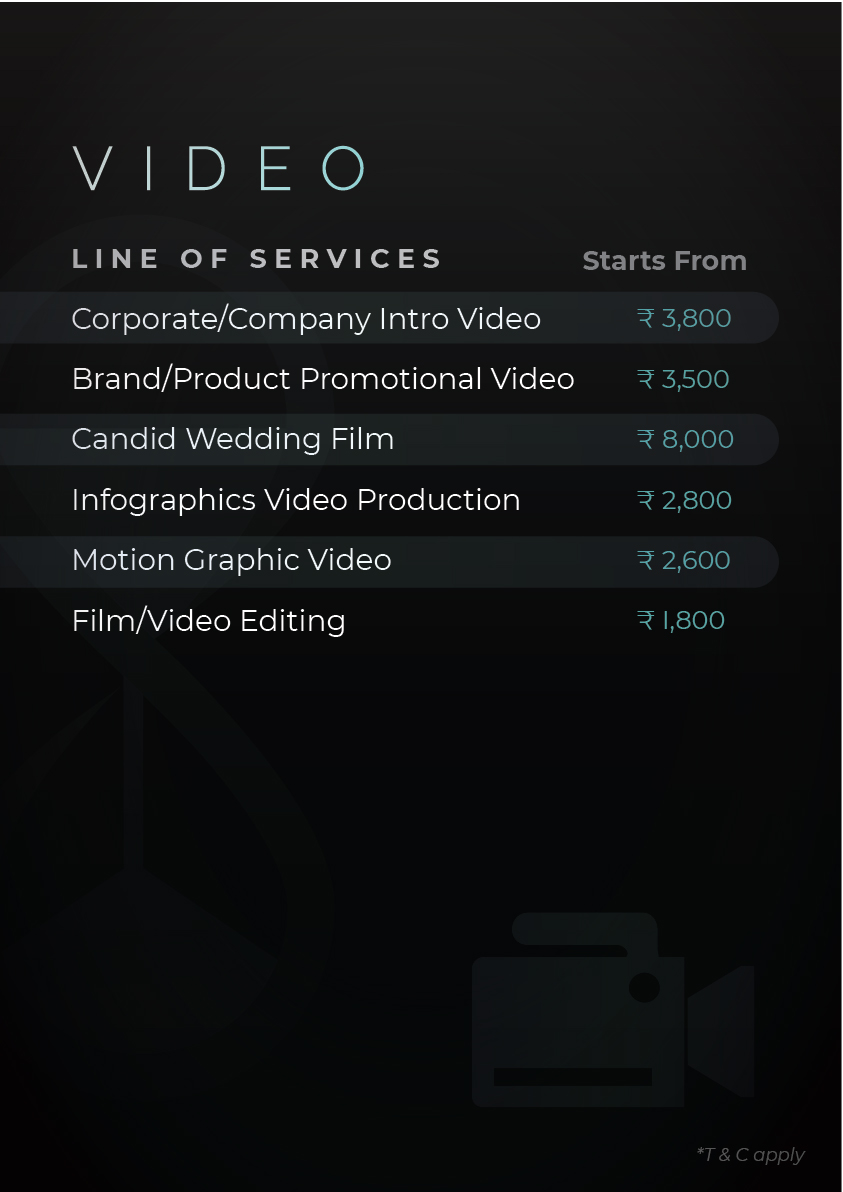 VIDEO
LINE OF SERVICES Starts From
Corporate/Company Intro Video ₹ 3,800
Brand/Product Promotional Video ₹ 3,500
Candid Wedding Film ₹ 8,000
Infographics Video Production ₹ 2,800
Motion Graphic Video ₹ 2,600
Film/Video Editing ₹ 1,800
*T & C apply